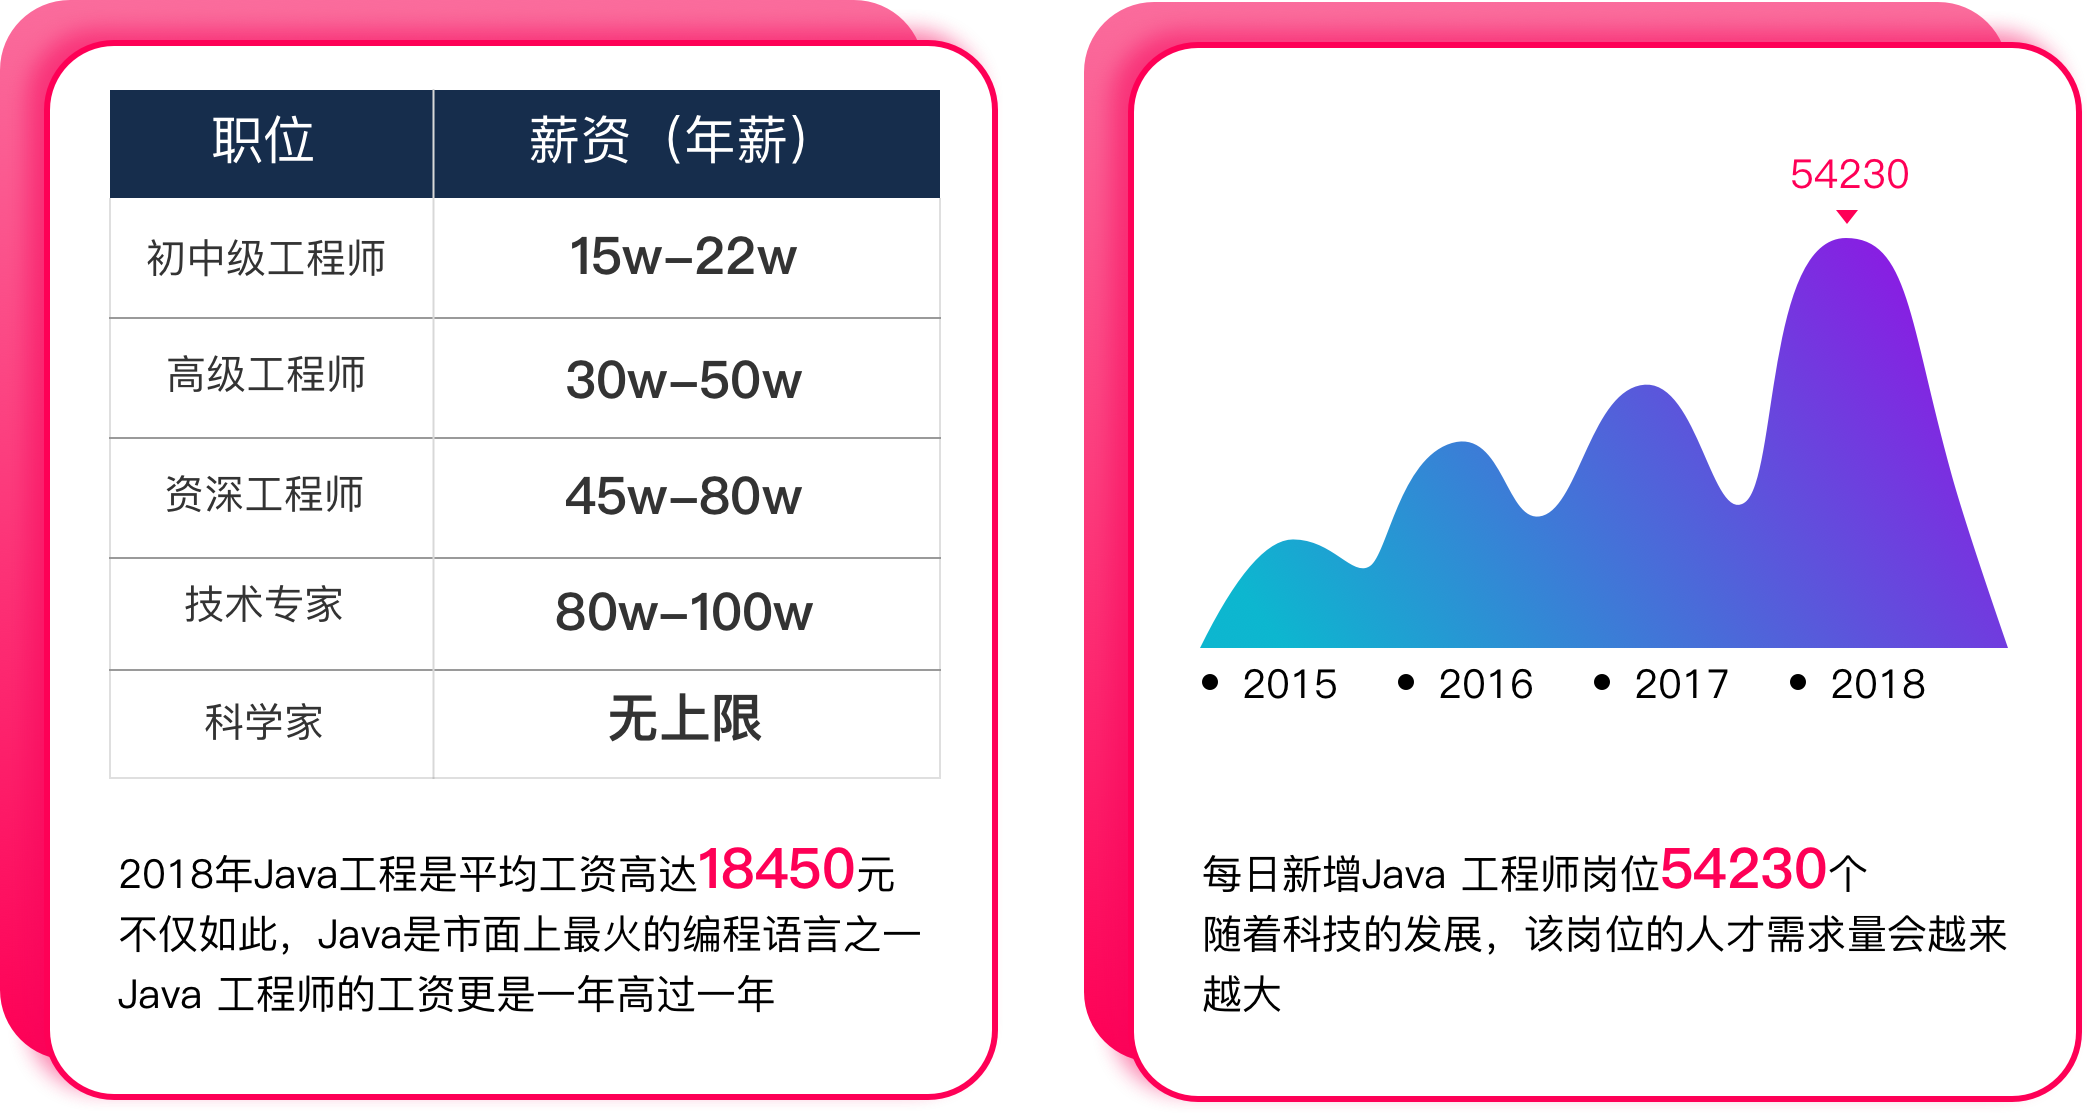 职位 薪资（年薪）
初中级工程师 15w–22w
高级工程师 30w–50w
资深工程师 45w–80w
技术专家 80w–100w
科学家 无上限
2018年Java工程是平均工资高达18450元
不仅如此，Java是市面上最火的编程语言之一
Java 工程师的工资更是一年高过一年
54230
• 2015 • 2016 • 2017 • 2018
每日新增Java 工程师岗位54230个
随着科技的发展，该岗位的人才需求量会越来
越大